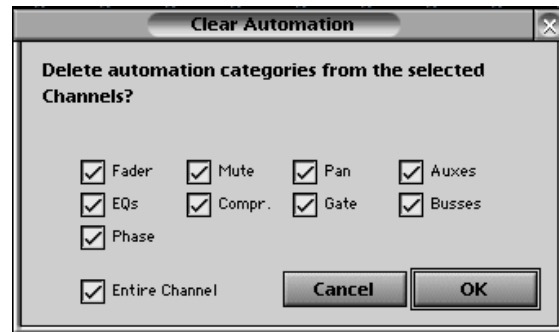 Clear Automation
Delete automation categories from the selected
Channels?
Fader Mute Pan Auxes
EQs Compr. Gate Busses
Phase
Entire Channel Cancel OK